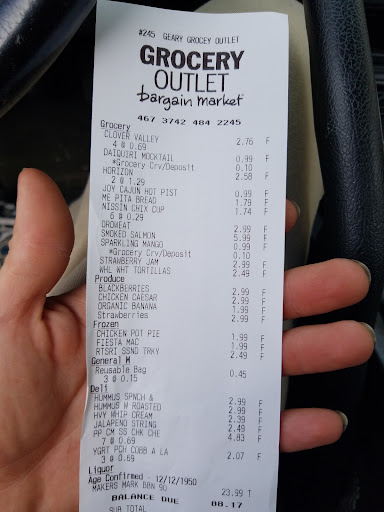 #245 GEARY GROCEY OUTLET
GROCERY
OUTLET
bargain market
467 3742 484 2245
Grocery
CLOVER VALLEY 2.76 F
4 @ 0.69
DAIQUIRI MOCKTAIL 0.99 F
*Grocery Crv/Deposit 0.10
HORIZON 2.58 F
2 @ 1.29
JOY CAJUN HOT PIST 0.99 F
ME PITA BREAD 1.79 F
NISSIN CHIX CUP 1.74 F
6 @ 0.29
OROWEAT 2.99 F
SMOKED SALMON 5.99 F
SPARKLING MANGO 0.99 F
*Grocery Crv/Deposit 0.10
STRAWBERRY JAM 2.99 F
WHL WHT TORTILLAS 2.49 F
Produce
BLACKBERRIES 2.99 F
CHICKEN CAESAR 2.99 F
ORGANIC BANANA 1.99 F
Strawberries 2.99 F
Frozen
CHICKEN POT PIE 1.99 F
FIESTA MAC 1.99 F
RTSRI SSND TRKY 2.49 F
General M
Reusable Bag 0.45
3 @ 0.15
Deli
HUMMUS SPNCH & 2.99 F
HUMMUS W ROASTED 2.99 F
HVY WHIP CREAM 2.39 F
JALAPENO STRING 2.49 F
PP CM SS CHK CHE 4.83 F
7 @ 0.69
YGRT PCH COBB A LA 2.07 F
3 @ 0.69
Liquor
Age Confirmed - 12/12/1950
MAKERS MARK BBN 90 23.99 T
BALANCE DUE 88.17
SUB TOTAL